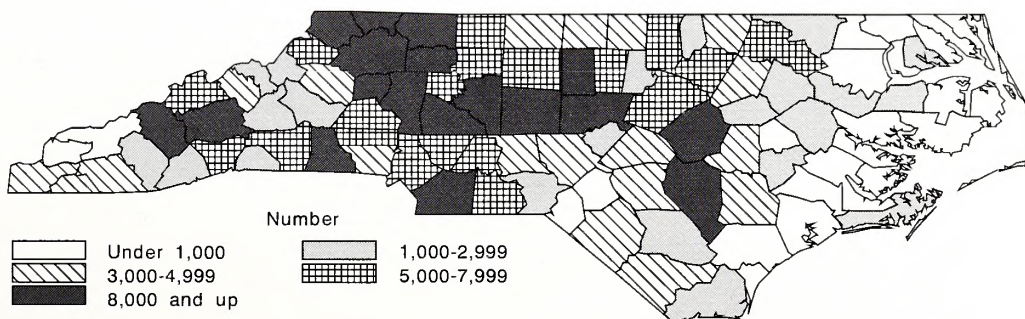 Number
Under 1,000
1,000-2,999
3,000-4,999
5,000-7,999
8,000 and up